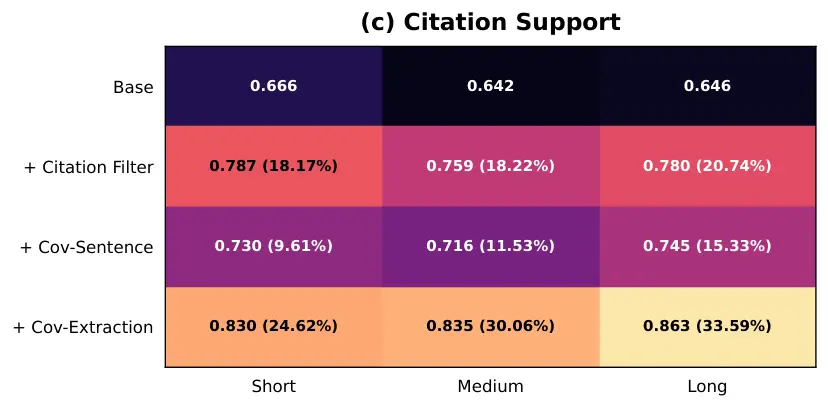 (c) Citation Support
Base 0.666 0.642 0.646
+ Citation Filter 0.787 (18.17%) 0.759 (18.22%) 0.780 (20.74%)
+ Cov-Sentence 0.730 (9.61%) 0.716 (11.53%) 0.745 (15.33%)
+ Cov-Extraction 0.830 (24.62%) 0.835 (30.06%) 0.863 (33.59%)
Short Medium Long